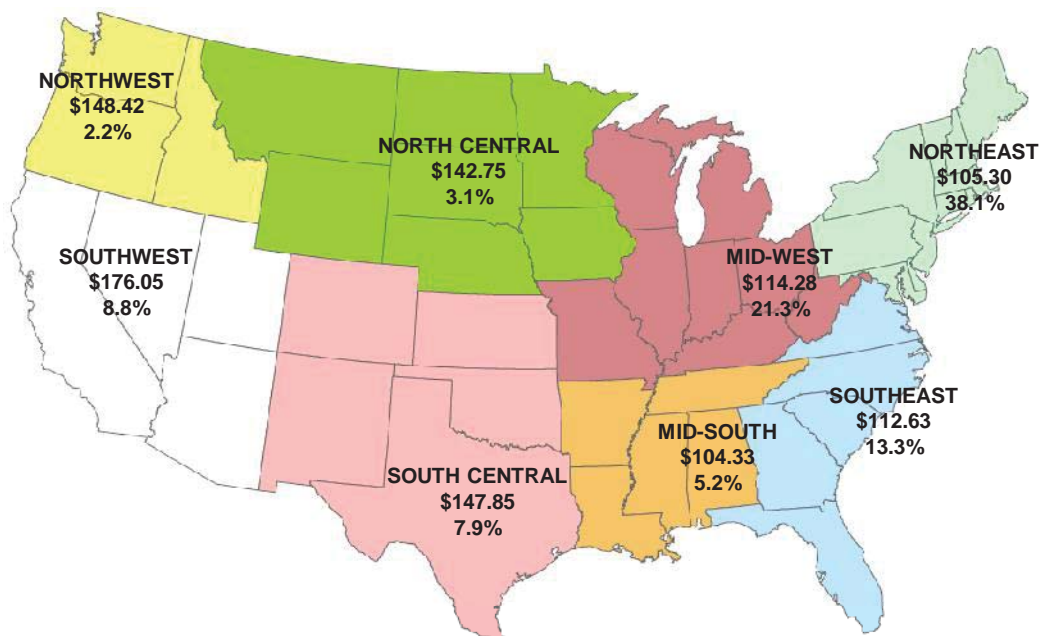 NORTHWEST
$148.42
2.2%
NORTH CENTRAL
$142.75
3.1%
NORTHEAST
$105.30
38.1%
SOUTHWEST
$176.05
8.8%
MID-WEST
$114.28
21.3%
SOUTHEAST
$112.63
13.3%
MID-SOUTH
$104.33
5.2%
SOUTH CENTRAL
$147.85
7.9%